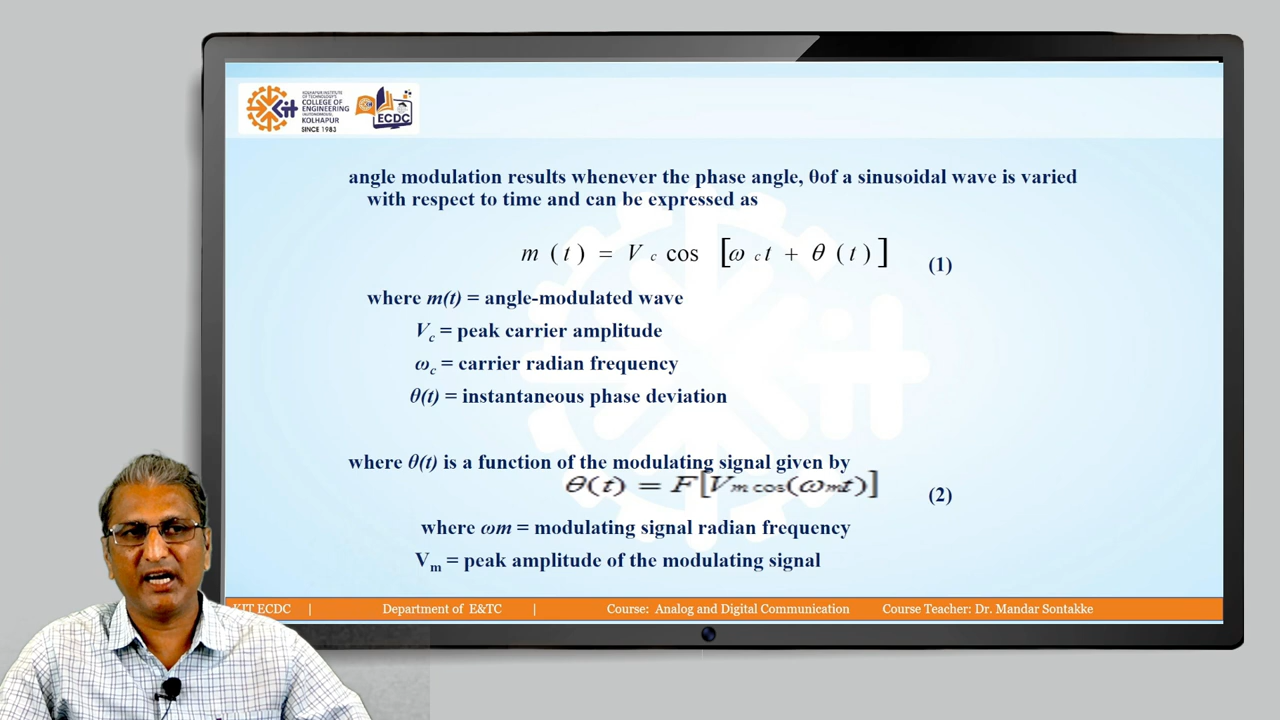 KOLHAPUR INSTITUTE
OF TECHNOLOGY'S
COLLEGE OF
ENGINEERING
(AUTONOMOUS),
KOLHAPUR
SINCE 1983
Kit
ECDC
angle modulation results whenever the phase angle, θof a sinusoidal wave is varied
with respect to time and can be expressed as
m (t) = V c cos [ω c t + θ (t)] (1)
where m(t) = angle-modulated wave
Vc = peak carrier amplitude
ωc = carrier radian frequency
θ(t) = instantaneous phase deviation
where θ(t) is a function of the modulating signal given by
θ(t) = F[Vm cos(ωmt)] (2)
where ωm = modulating signal radian frequency
Vm = peak amplitude of the modulating signal
KIT ECDC | Department of E&TC | Course: Analog and Digital Communication Course Teacher: Dr. Mandar Sontakke